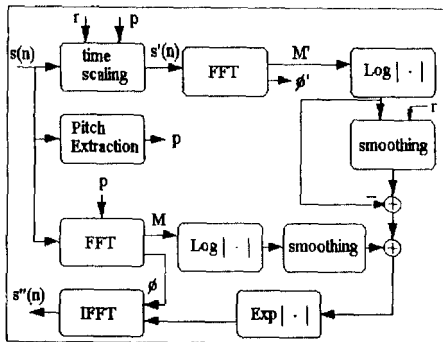 r p
s(n) time scaling s'(n) FFT M' Log | · |
ϕ'
r
Pitch Extraction p smoothing
p
−
+
FFT M Log | · | smoothing +
ϕ
s''(n) IFFT Exp | · |